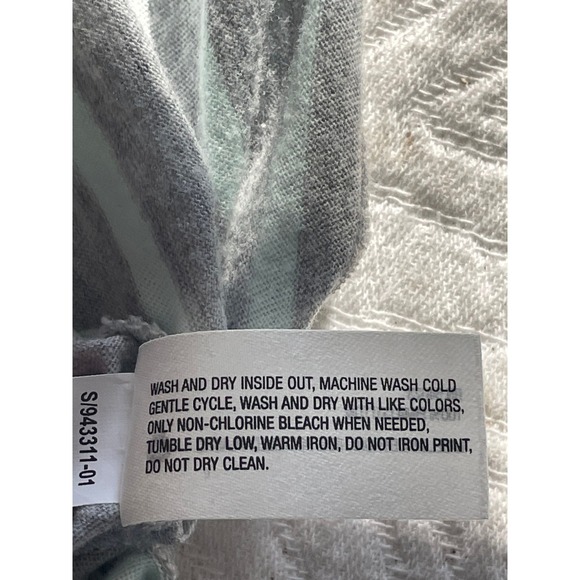 WASH AND DRY INSIDE OUT, MACHINE WASH COLD
GENTLE CYCLE, WASH AND DRY WITH LIKE COLORS,
ONLY NON-CHLORINE BLEACH WHEN NEEDED,
TUMBLE DRY LOW, WARM IRON, DO NOT IRON PRINT,
DO NOT DRY CLEAN.
S/943311-01